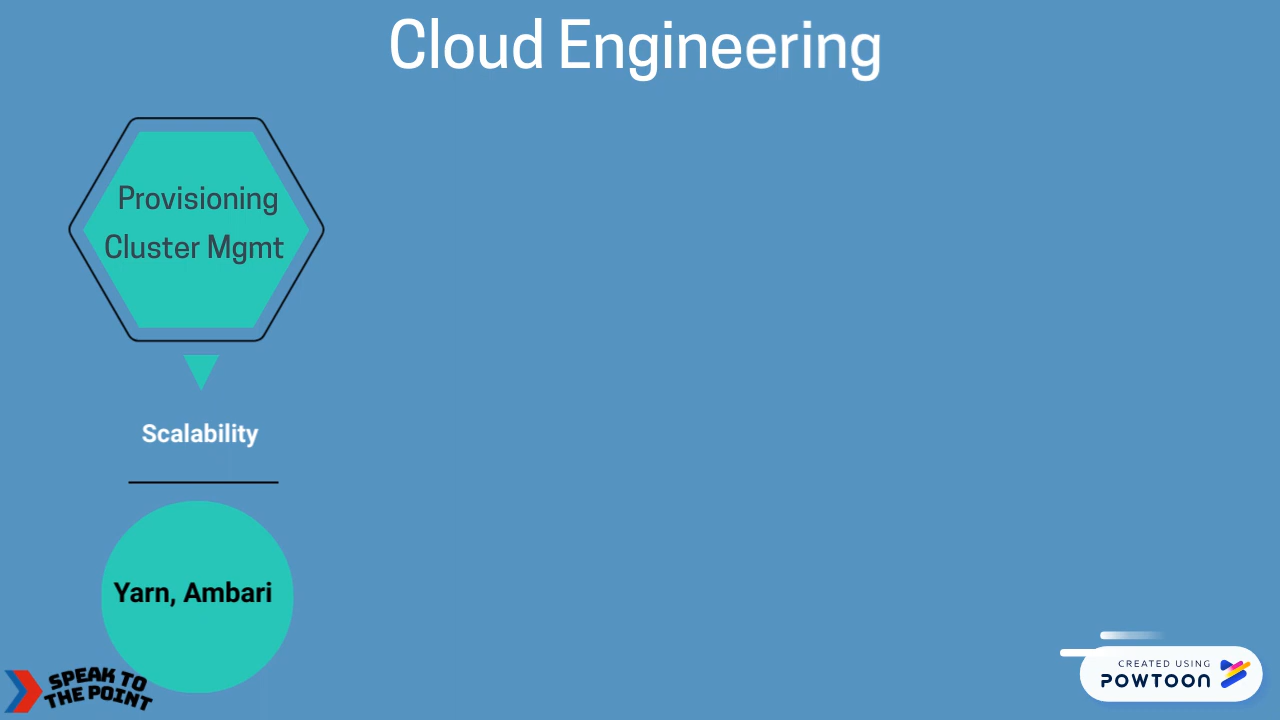 Cloud Engineering
Provisioning
Cluster Mgmt
Scalability
Yarn, Ambari
SPEAK TO
THE POINT
CREATED USING
POWTOON